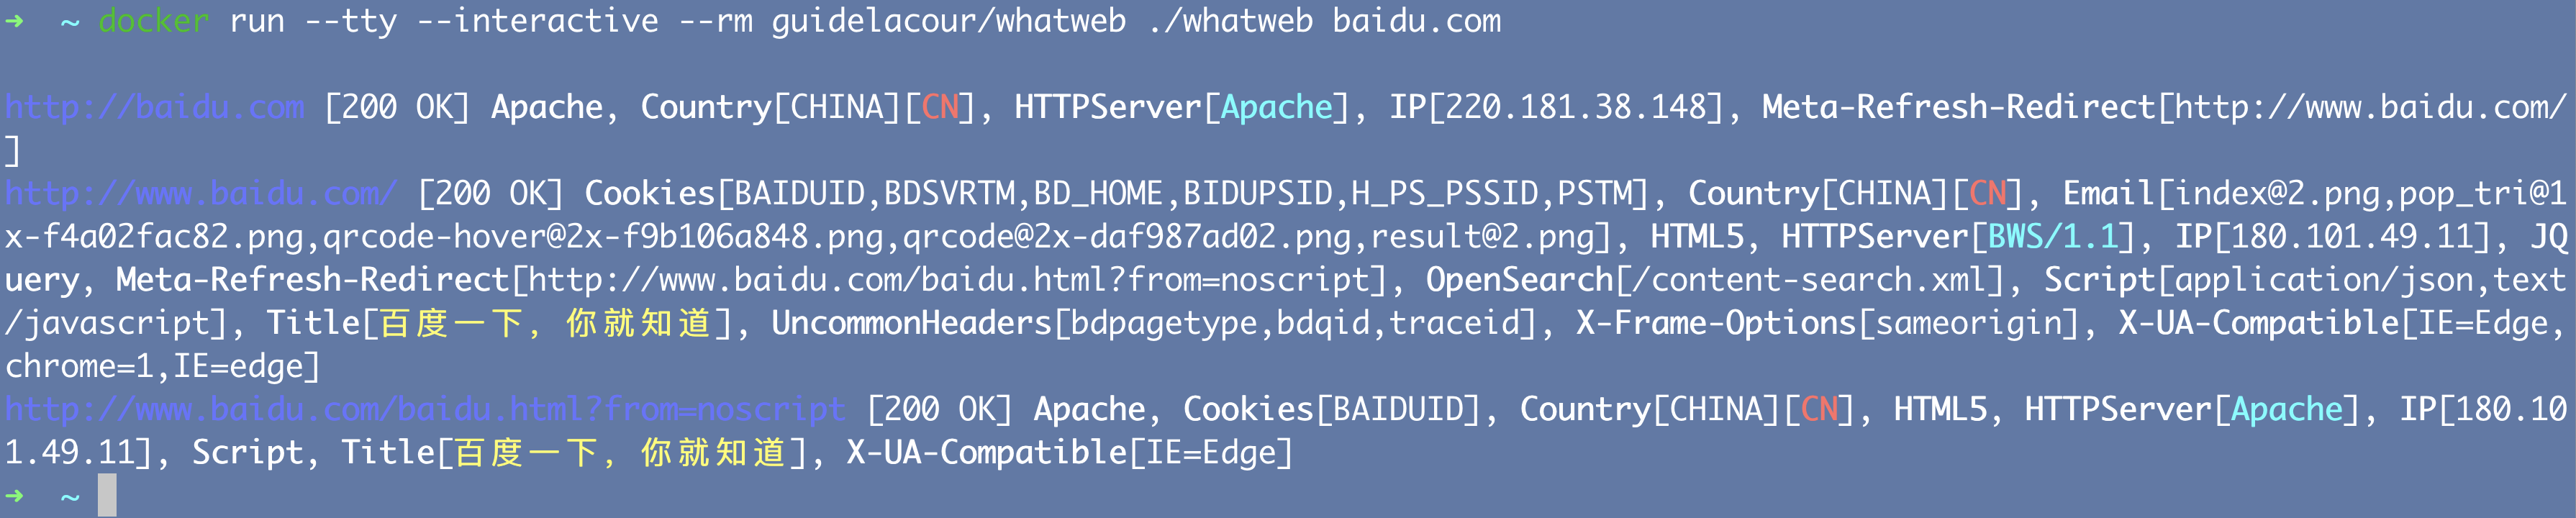 ➜  ~ docker run --tty --interactive --rm guidelacour/whatweb ./whatweb baidu.com
http://baidu.com [200 OK] Apache, Country[CHINA][CN], HTTPServer[Apache], IP[220.181.38.148], Meta-Refresh-Redirect[http://www.baidu.com/
]
http://www.baidu.com/ [200 OK] Cookies[BAIDUID,BDSVRTM,BD_HOME,BIDUPSID,H_PS_PSSID,PSTM], Country[CHINA][CN], Email[index@2.png,pop_tri@1
x-f4a02fac82.png,qrcode-hover@2x-f9b106a848.png,qrcode@2x-daf987ad02.png,result@2.png], HTML5, HTTPServer[BWS/1.1], IP[180.101.49.11], JQ
uery, Meta-Refresh-Redirect[http://www.baidu.com/baidu.html?from=noscript], OpenSearch[/content-search.xml], Script[application/json,text
/javascript], Title[百度一下，你就知道], UncommonHeaders[bdpagetype,bdqid,traceid], X-Frame-Options[sameorigin], X-UA-Compatible[IE=Edge,
chrome=1,IE=edge]
http://www.baidu.com/baidu.html?from=noscript [200 OK] Apache, Cookies[BAIDUID], Country[CHINA][CN], HTML5, HTTPServer[Apache], IP[180.10
1.49.11], Script, Title[百度一下，你就知道], X-UA-Compatible[IE=Edge]
➜  ~